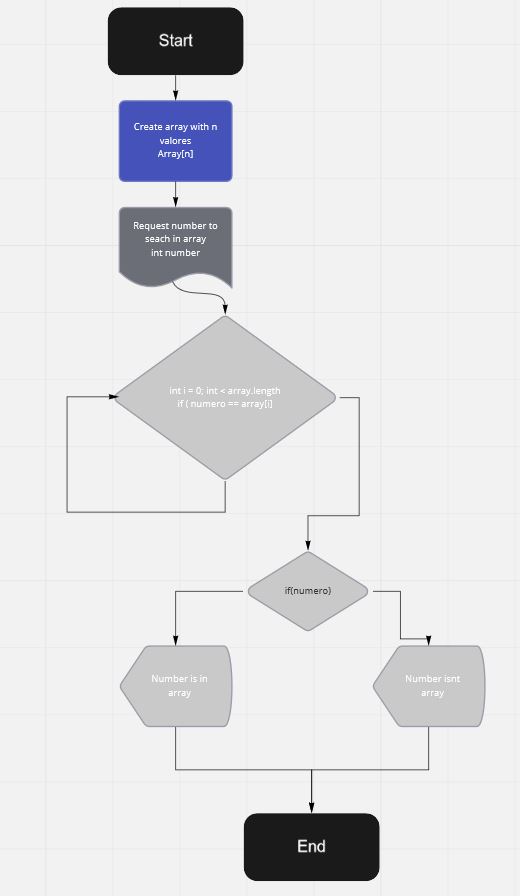 Start
Create array with n
valores
Array[n]
Request number to
seach in array
int number
int i = 0; int < array.length
if ( numero == array[i]
if(numero)
Number is in
array
Number isnt
array
End